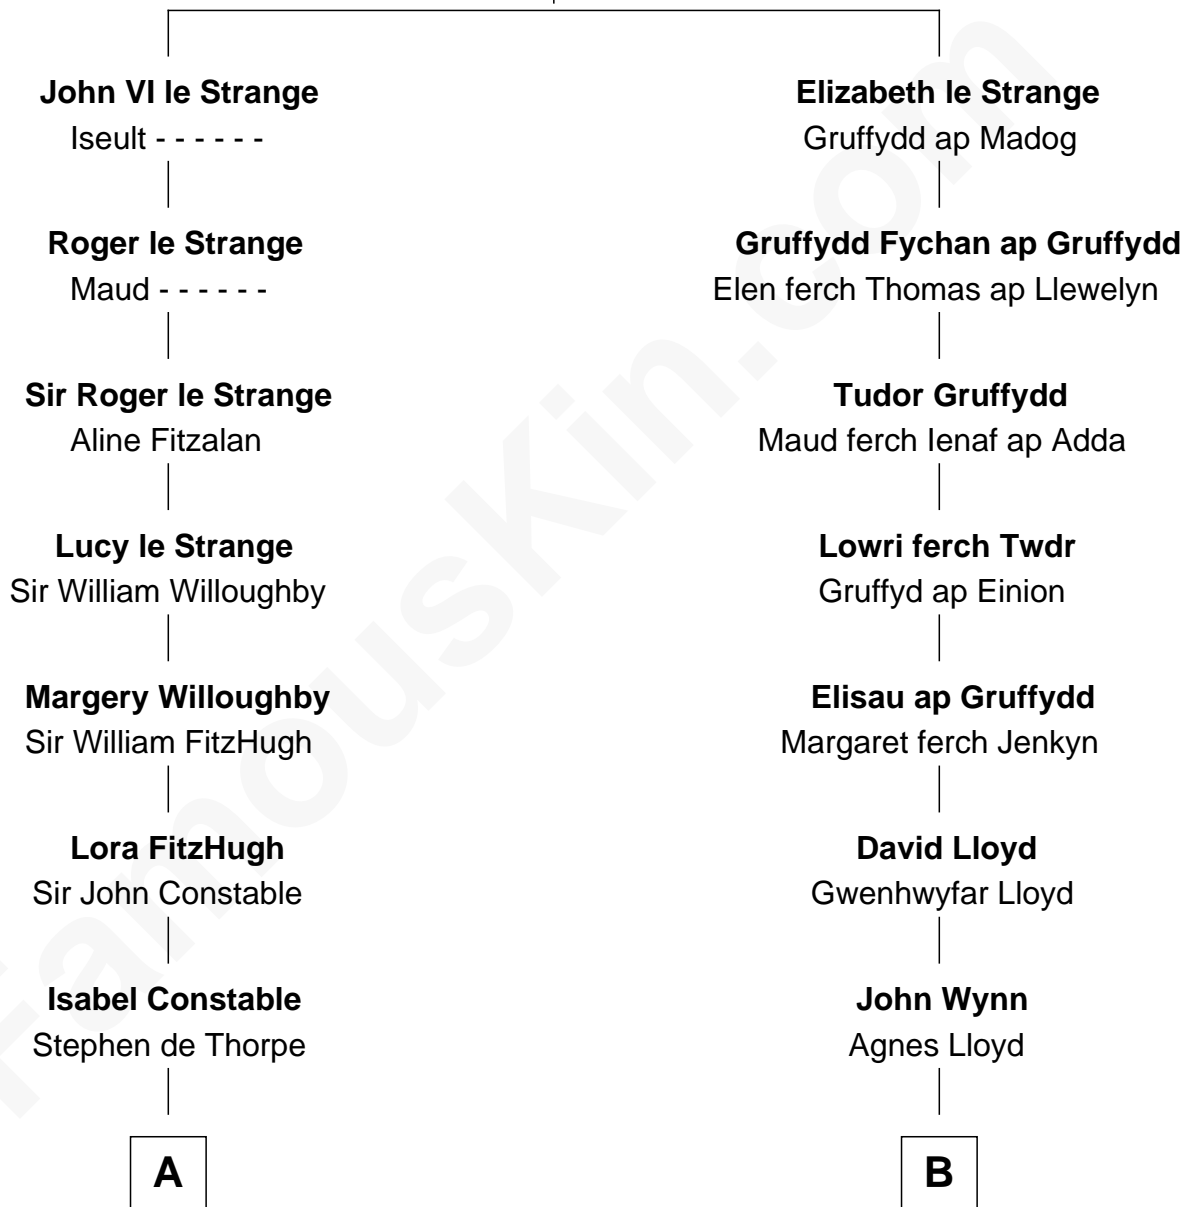 John VI le Strange
Iseult - - - - - -
Roger le Strange
Maud - - - - - -
Sir Roger le Strange
Aline Fitzalan
Lucy le Strange
Sir William Willoughby
Margery Willoughby
Sir William FitzHugh
Lora FitzHugh
Sir John Constable
Isabel Constable
Stephen de Thorpe
A
Elizabeth le Strange
Gruffydd ap Madog
Gruffydd Fychan ap Gruffydd
Elen ferch Thomas ap Llewelyn
Tudor Gruffydd
Maud ferch Ienaf ap Adda
Lowri ferch Twdr
Gruffyd ap Einion
Elisau ap Gruffydd
Margaret ferch Jenkyn
David Lloyd
Gwenhwyfar Lloyd
John Wynn
Agnes Lloyd
B
FamousKin.com